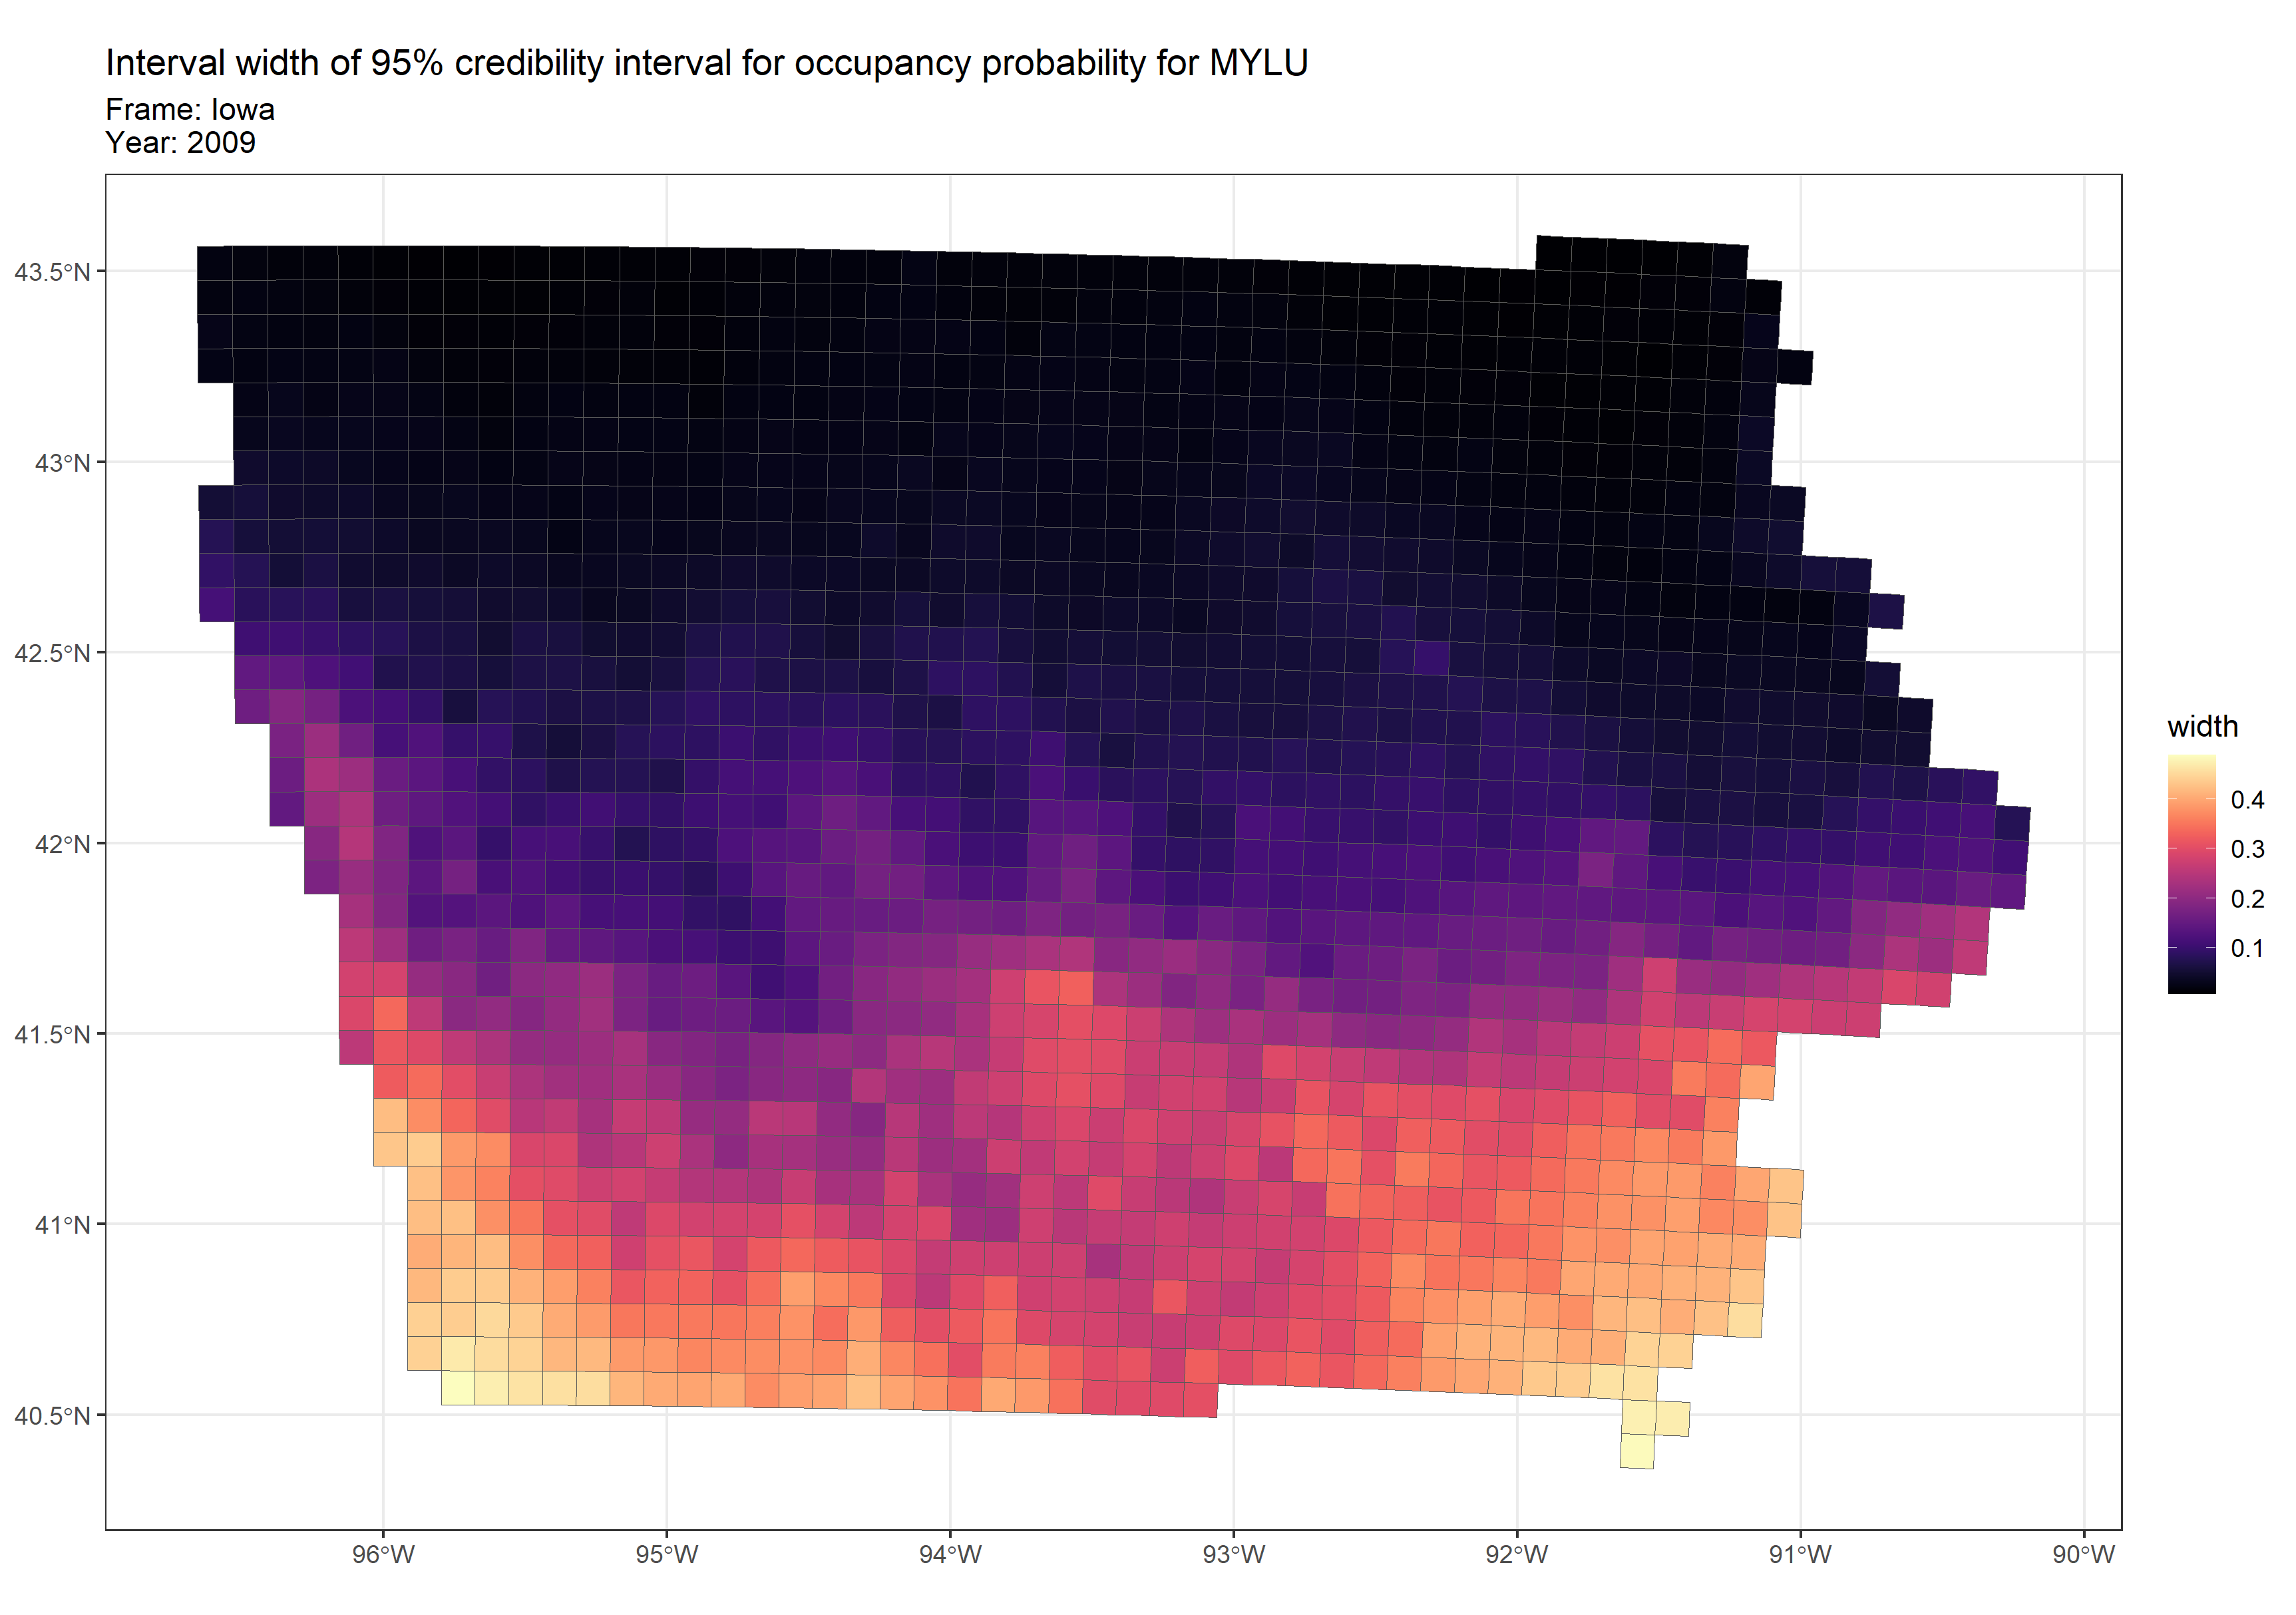 Interval width of 95% credibility interval for occupancy probability for MYLU
Frame: Iowa
Year: 2009
43.5°N
43°N
42.5°N
42°N
41.5°N
41°N
40.5°N
96°W
95°W
94°W
93°W
92°W
91°W
90°W
width
0.4
0.3
0.2
0.1